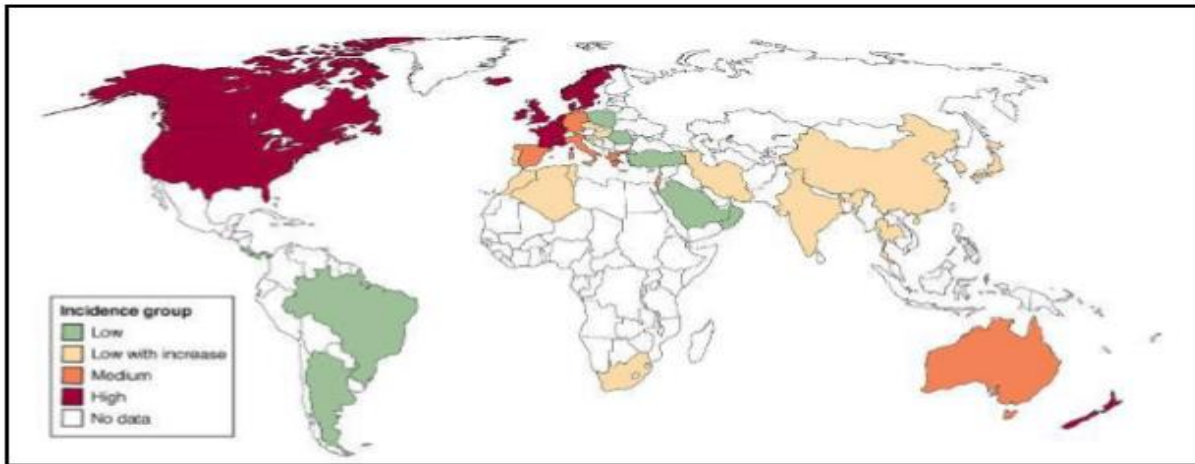 Incidence group
Low
Low with increase
Medium
High
No data